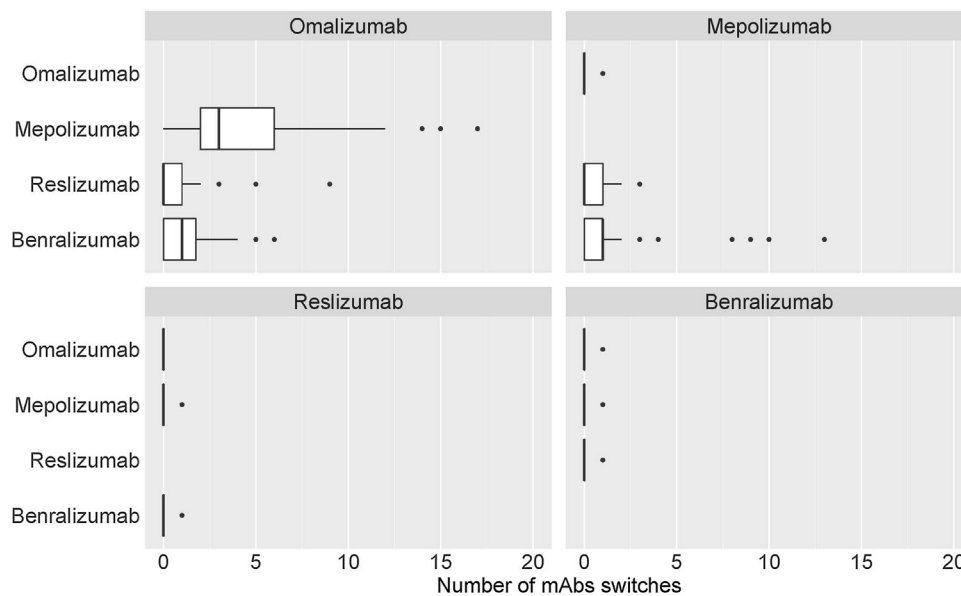 Omalizumab Mepolizumab
Omalizumab
Mepolizumab
Reslizumab
Benralizumab
Reslizumab Benralizumab
Omalizumab
Mepolizumab
Reslizumab
Benralizumab
0 5 10 15 20 0 5 10 15 20
Number of mAbs switches